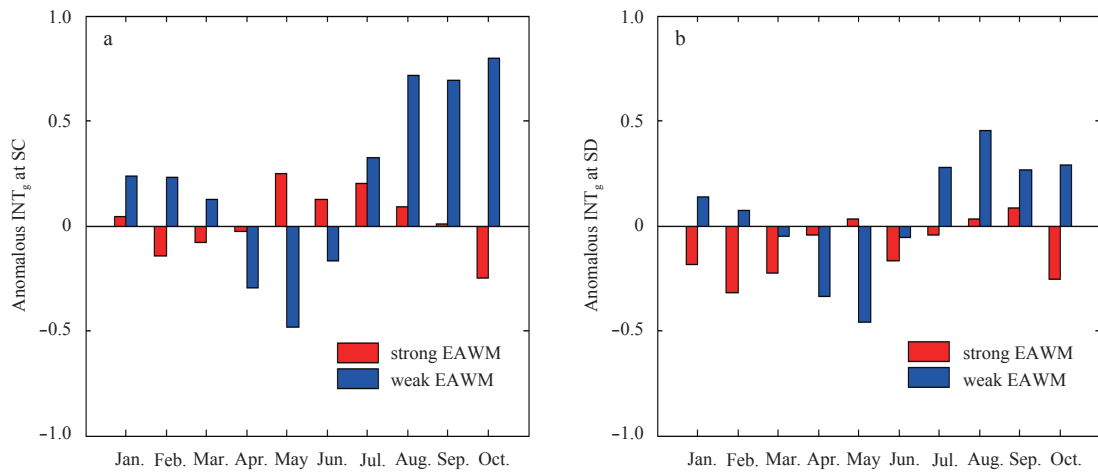 a
Anomalous INTg at SC
1.0
0.5
0
−0.5
−1.0
strong EAWM
weak EAWM
Jan. Feb. Mar. Apr. May Jun. Jul. Aug. Sep. Oct.
b
Anomalous INTg at SD
1.0
0.5
0
−0.5
−1.0
strong EAWM
weak EAWM
Jan. Feb. Mar. Apr. May Jun. Jul. Aug. Sep. Oct.